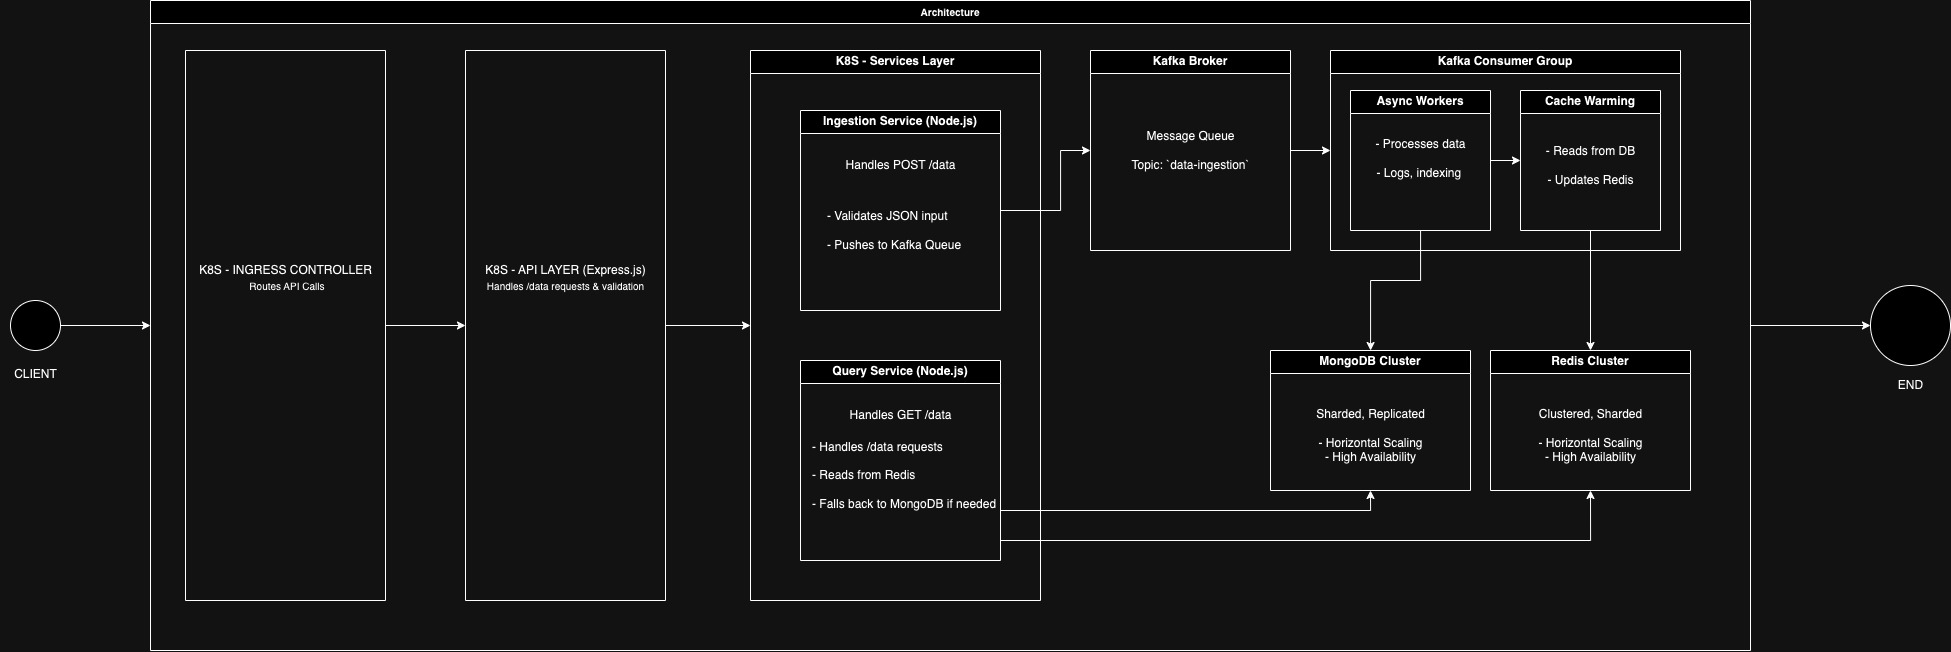 Architecture
CLIENT
K8S - INGRESS CONTROLLER
Routes API Calls
K8S - API LAYER (Express.js)
Handles /data requests & validation
K8S - Services Layer
Ingestion Service (Node.js)
Handles POST /data
- Validates JSON input
- Pushes to Kafka Queue
Query Service (Node.js)
Handles GET /data
- Handles /data requests
- Reads from Redis
- Falls back to MongoDB if needed
Kafka Broker
Message Queue
Topic: `data-ingestion`
Kafka Consumer Group
Async Workers
- Processes data
- Logs, indexing
Cache Warming
- Reads from DB
- Updates Redis
MongoDB Cluster
Sharded, Replicated
- Horizontal Scaling
- High Availability
Redis Cluster
Clustered, Sharded
- Horizontal Scaling
- High Availability
END